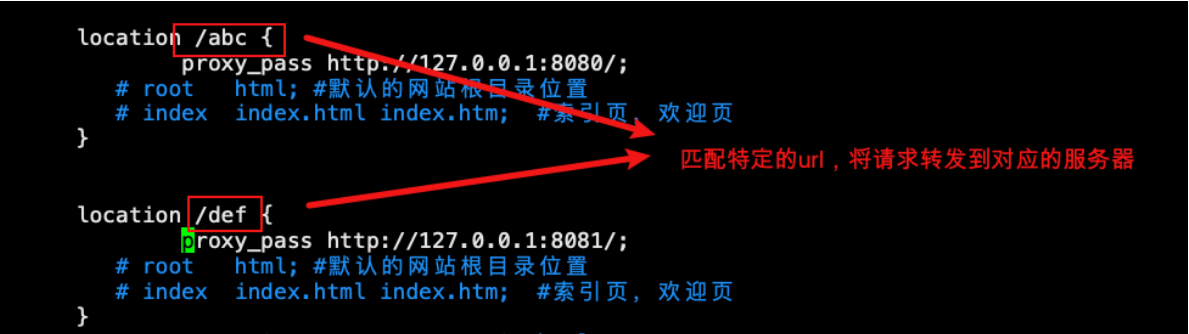 location /abc {
proxy_pass http://127.0.0.1:8080/;
# root html; #默认的网站根目录位置
# index index.html index.htm; #索引页，欢迎页
}
匹配特定的url，将请求转发到对应的服务器
location /def {
proxy_pass http://127.0.0.1:8081/;
# root html; #默认的网站根目录位置
# index index.html index.htm; #索引页，欢迎页
}